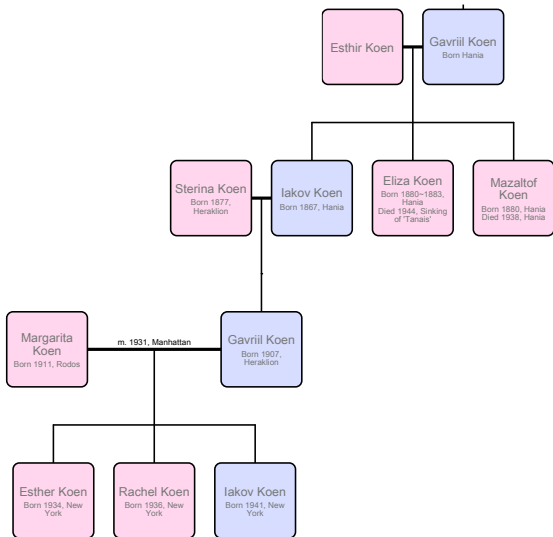 Esthir Koen
Gavriil Koen
Born Hania
Sterina Koen
Born 1877,
Heraklion
Iakov Koen
Born 1867, Hania
Eliza Koen
Born 1880~1883,
Hania
Died 1944, Sinking
of 'Tanais'
Mazaltof
Koen
Born 1880, Hania
Died 1938, Hania
Margarita
Koen
Born 1911, Rodos
m. 1931, Manhattan
Gavriil Koen
Born 1907,
Heraklion
Esther Koen
Born 1934, New
York
Rachel Koen
Born 1936, New
York
Iakov Koen
Born 1941, New
York